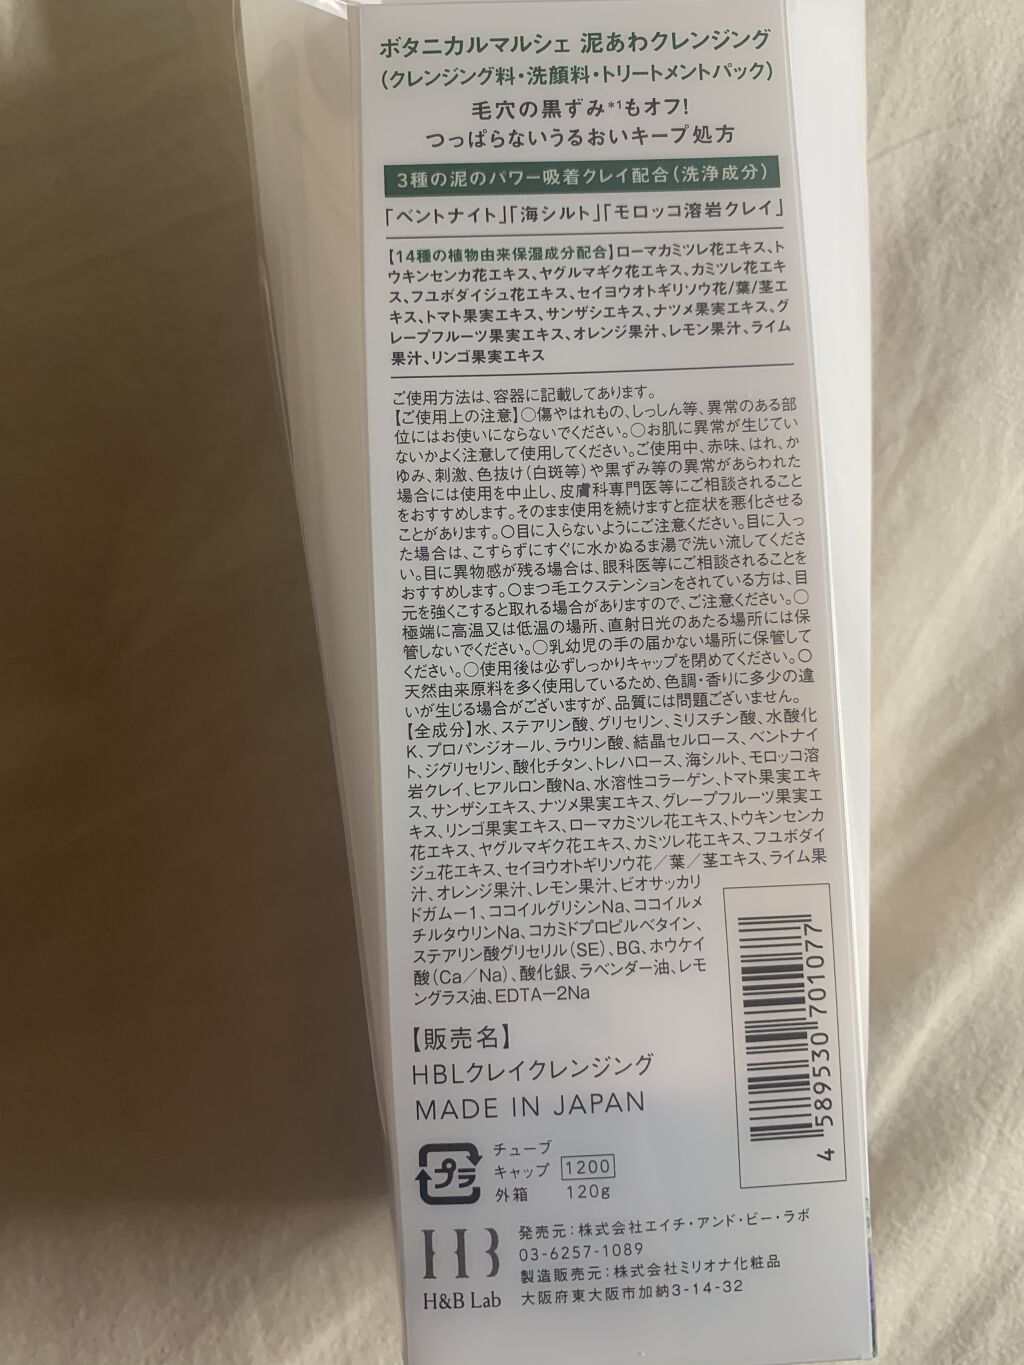 ボタニカルマルシェ 泥あわクレンジング
(クレンジング料・洗顔料・トリートメントパック)
毛穴の黒ずみ*1もオフ!
つっぱらないうるおいキープ処方
3種の泥のパワー吸着クレイ配合(洗浄成分)
「ベントナイト」「海シルト」「モロッコ溶岩クレイ」
【14種の植物由来保湿成分配合】ローマカミツレ花エキス、ト
ウキンセンカ花エキス、ヤグルマギク花エキス、カミツレ花エキ
ス、フユボダイジュ花エキス、セイヨウオトギリソウ花/葉/茎エ
キス、トマト果実エキス、サンザシエキス、ナツメ果実エキス、グ
レープフルーツ果実エキス、オレンジ果汁、レモン果汁、ライム
果汁、リンゴ果実エキス
ご使用方法は、容器に記載してあります。
【ご使用上の注意】○傷やはれもの、しっしん等、異常のある部
位にはお使いにならないでください。○お肌に異常が生じてい
ないかよく注意して使用してください。ご使用中、赤味、はれ、か
ゆみ、刺激、色抜け(白斑等)や黒ずみ等の異常があらわれた
場合には使用を中止し、皮膚科専門医等にご相談されること
をおすすめします。そのまま使用を続けますと症状を悪化させる
ことがあります。○目に入らないようにご注意ください。目に入っ
た場合は、こすらずにすぐに水かぬるま湯で洗い流してくださ
い。目に異物感が残る場合は、眼科医等にご相談されることを
おすすめします。○まつ毛エクステンションをされている方は、目
元を強くこすると取れる場合がありますので、ご注意ください。○
極端に高温又は低温の場所、直射日光のあたる場所には保
管しないでください。○乳幼児の手の届かない場所に保管して
ください。○使用後は必ずしっかりキャップを閉めてください。○
天然由来原料を多く使用しているため、色調・香りに多少の違
いが生じる場合がございますが、品質には問題ございません。
【全成分】水、ステアリン酸、グリセリン、ミリスチン酸、水酸化
K、プロパンジオール、ラウリン酸、結晶セルロース、ベントナイ
ト、ジグリセリン、酸化チタン、トレハロース、海シルト、モロッコ溶
岩クレイ、ヒアルロン酸Na、水溶性コラーゲン、トマト果実エキ
ス、サンザシエキス、ナツメ果実エキス、グレープフルーツ果実エ
キス、リンゴ果実エキス、ローマカミツレ花エキス、トウキンセンカ
花エキス、ヤグルマギク花エキス、カミツレ花エキス、フユボダイ
ジュ花エキス、セイヨウオトギリソウ花／葉／茎エキス、ライム果
汁、オレンジ果汁、レモン果汁、ビオサッカリ
ドガム－1、ココイルグリシンNa、ココイルメ
チルタウリンNa、コカミドプロピルベタイン、
ステアリン酸グリセリル(SE)、BG、ホウケイ
酸(Ca／Na)、酸化銀、ラベンダー油、レモ
ングラス油、EDTA－2Na
【販売名】
HBLクレイクレンジング
MADE IN JAPAN
プラ
チューブ
キャップ
外箱
1200
120g
4 589530 701077
HB
H&B Lab
発売元:株式会社エイチ・アンド・ビー・ラボ
03-6257-1089
製造販売元:株式会社ミリオナ化粧品
大阪府東大阪市加納3-14-32